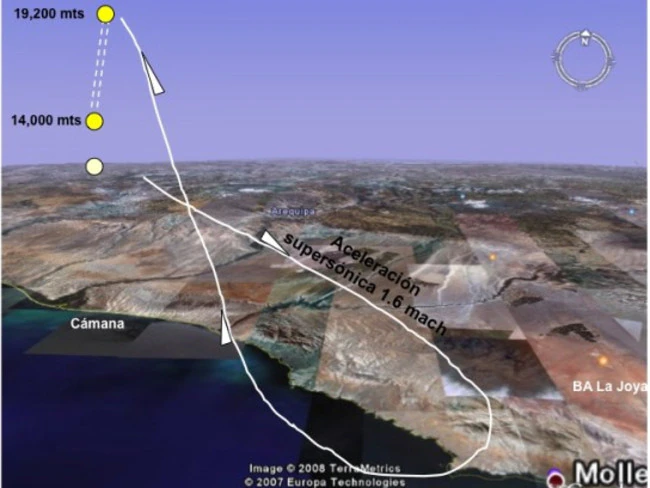 19,200 mts
N
14,000 mts
Arequipa
Aceleración
supersónica 1.6 mach
Cámana
BA La Joya
Image © 2008 TerraMetrics
© 2007 Europa Technologies
Molle